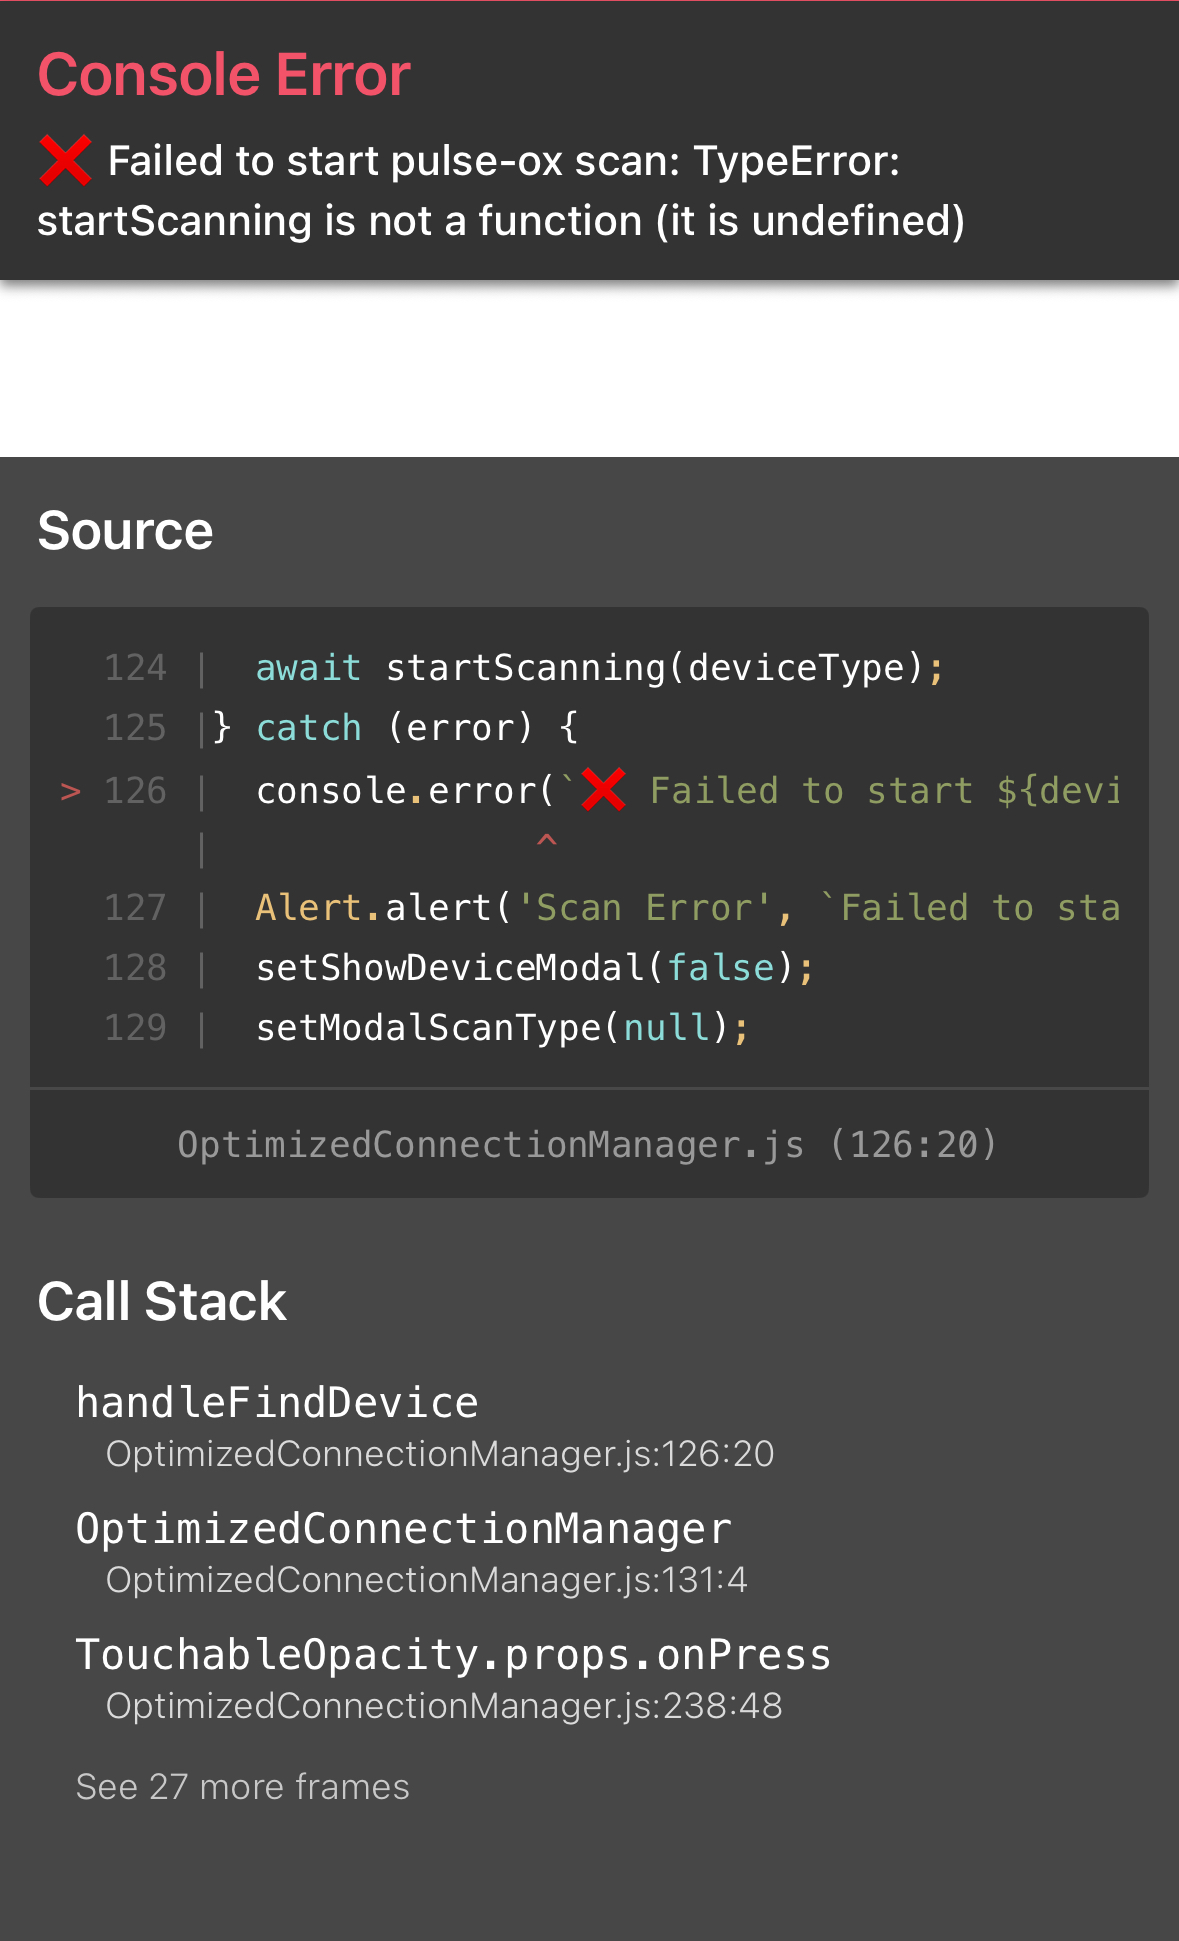 Console Error
❌ Failed to start pulse-ox scan: TypeError:
startScanning is not a function (it is undefined)
Source
124 |   await startScanning(deviceType);
125 | } catch (error) {
> 126 |   console.error(`❌ Failed to start ${devi
|                ^
127 |   Alert.alert('Scan Error', `Failed to sta
128 |   setShowDeviceModal(false);
129 |   setModalScanType(null);
OptimizedConnectionManager.js (126:20)
Call Stack
handleFindDevice
OptimizedConnectionManager.js:126:20
OptimizedConnectionManager
OptimizedConnectionManager.js:131:4
TouchableOpacity.props.onPress
OptimizedConnectionManager.js:238:48
See 27 more frames